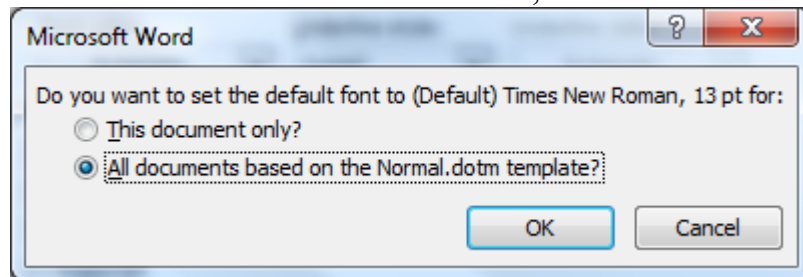 Microsoft Word
Do you want to set the default font to (Default) Times New Roman, 13 pt for:
This document only?
All documents based on the Normal.dotm template?
OK Cancel